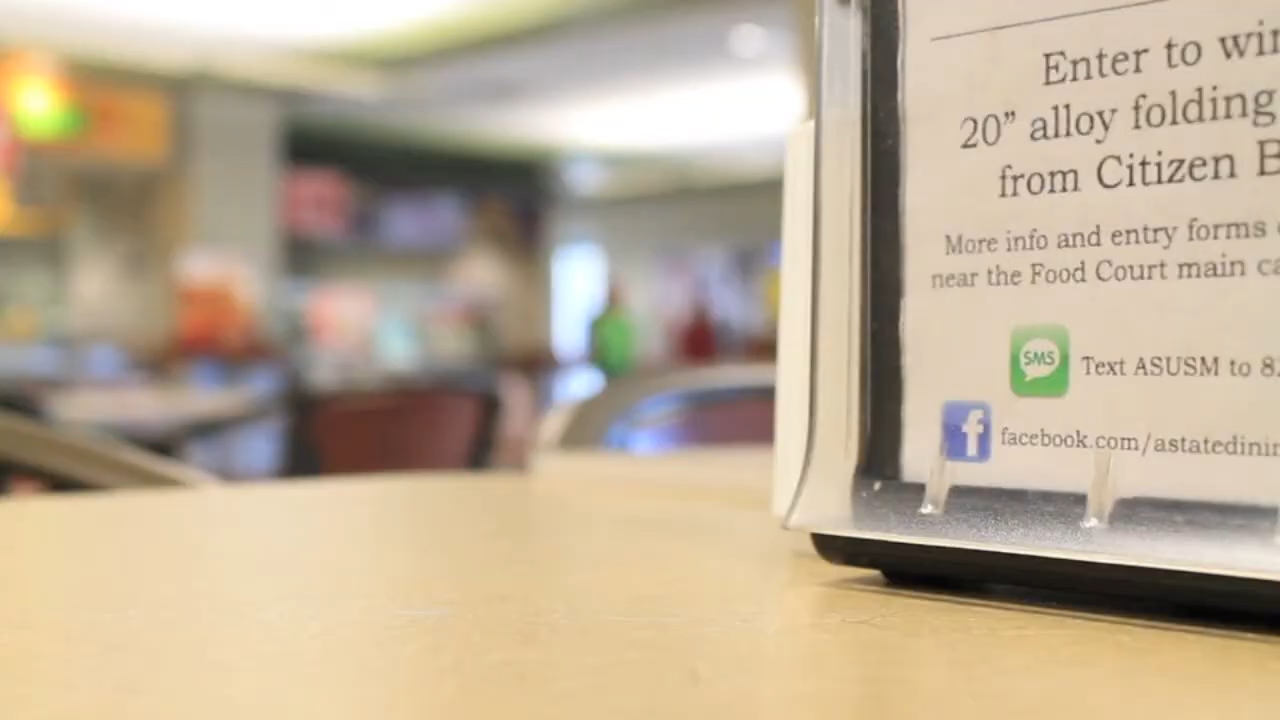 Enter to win
20” alloy folding
from Citizen
More info and entry forms
near the Food Court main
SMS
Text ASUSM to
f
facebook.com/astatedinin